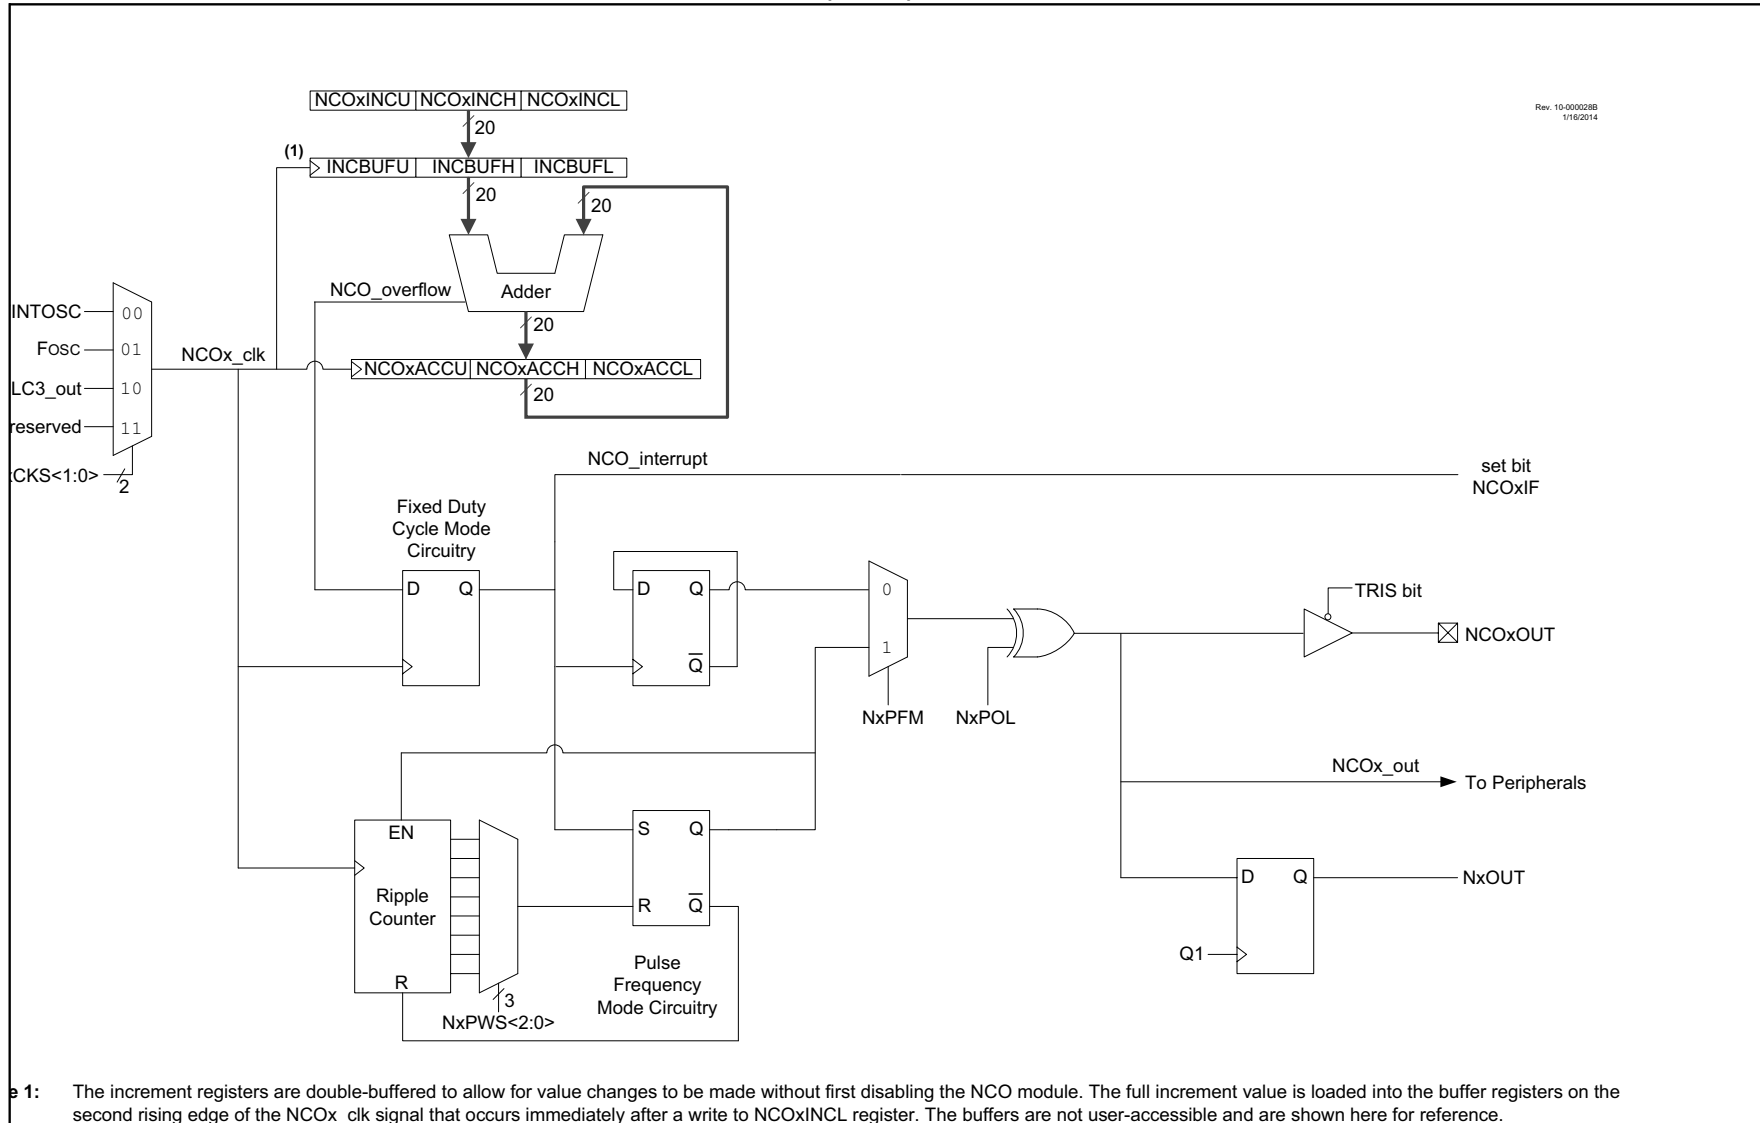 Rev. 10-000028B
1/16/2014
NCOxINCU NCOxINCH NCOxINCL
20
(1)
INCBUFU INCBUFH INCBUFL
20
20
NCO_overflow
Adder
20
INTOSC
00
FOSC
01
LC3_out
10
reserved
11
CKS<1:0>
2
NCOx_clk
NCOxACCU NCOxACCH NCOxACCL
20
NCO_interrupt
set bit
NCOxIF
Fixed Duty
Cycle Mode
Circuitry
D Q
D Q
Q
0
1
NxPFM
NxPOL
TRIS bit
NCOxOUT
NCOx_out
To Peripherals
EN
Ripple
Counter
R
3
NxPWS<2:0>
S Q
R Q
Pulse
Frequency
Mode Circuitry
D Q
NxOUT
Q1
e 1: The increment registers are double-buffered to allow for value changes to be made without first disabling the NCO module. The full increment value is loaded into the buffer registers on the
second rising edge of the NCOx_clk signal that occurs immediately after a write to NCOxINCL register. The buffers are not user-accessible and are shown here for reference.